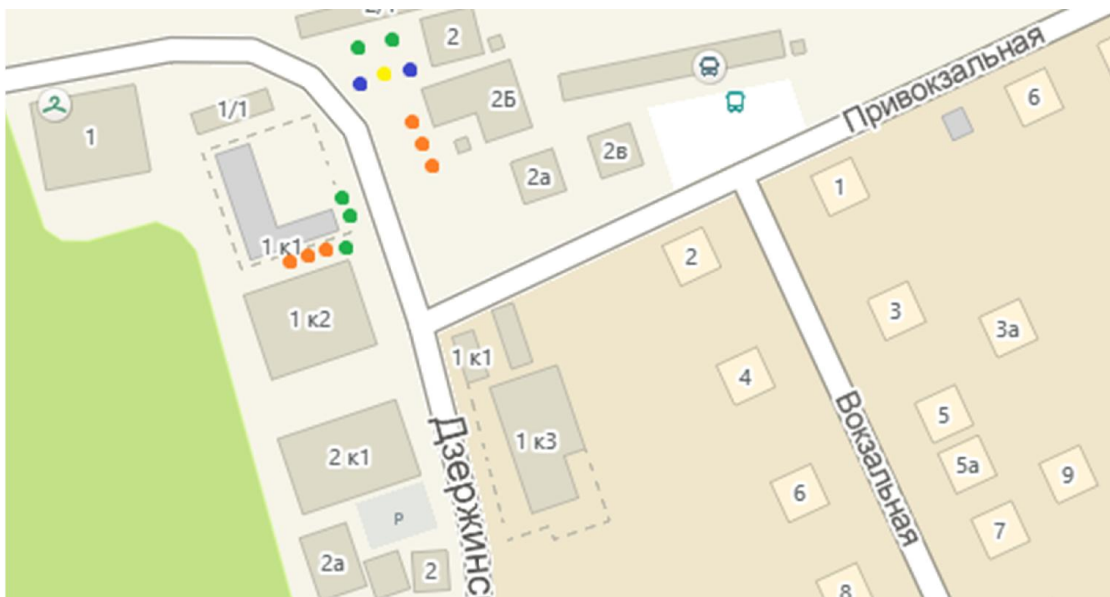 2
2Б
1/1
1
2а
2в
Привокзальная
6
1
1 к1
2
1 к2
3
3а
1 к1
4
1 к3
5
5а
9
2 к1
Дзержинс
Вокзальная
6
7
Р
2а
2
8